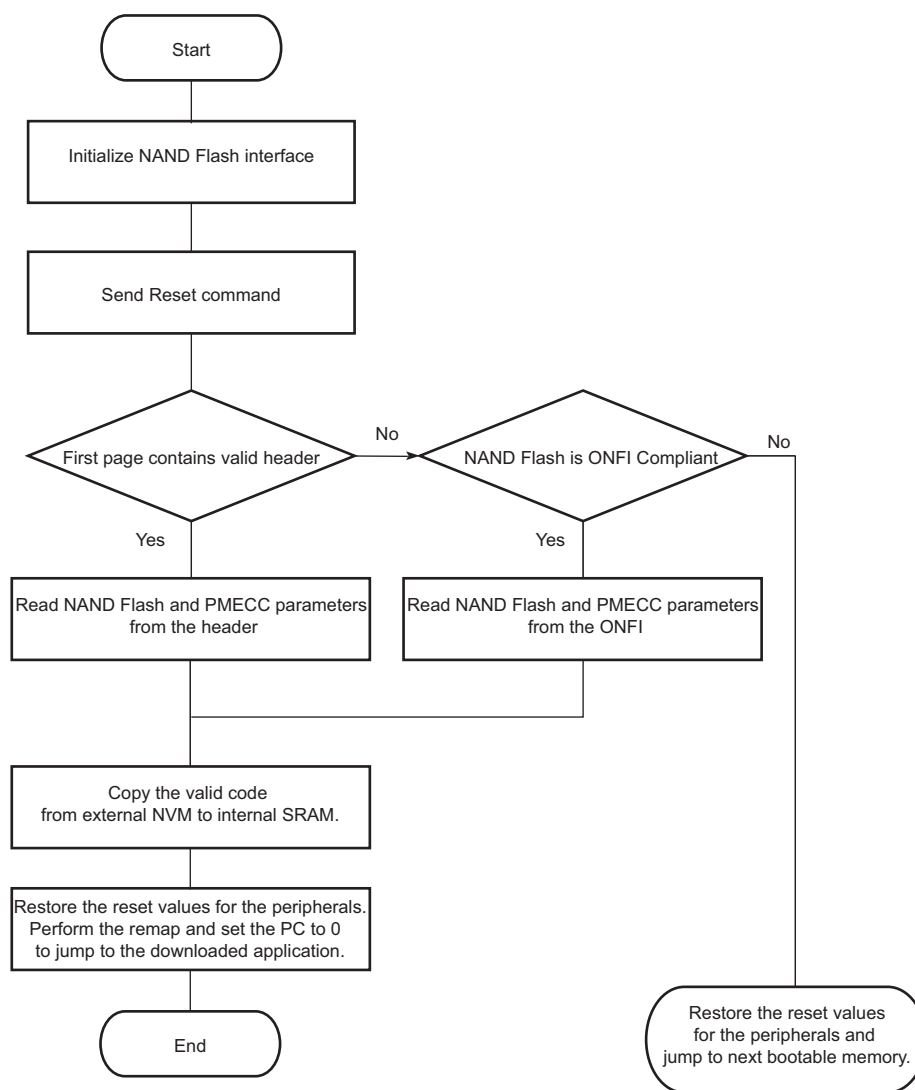 Start
Initialize NAND Flash interface
Send Reset command
First page contains valid header
No
NAND Flash is ONFI Compliant
No
Yes
Yes
Read NAND Flash and PMECC parameters
from the header
Read NAND Flash and PMECC parameters
from the ONFI
Copy the valid code
from external NVM to internal SRAM.
Restore the reset values for the peripherals.
Perform the remap and set the PC to 0
to jump to the downloaded application.
End
Restore the reset values
for the peripherals and
jump to next bootable memory.